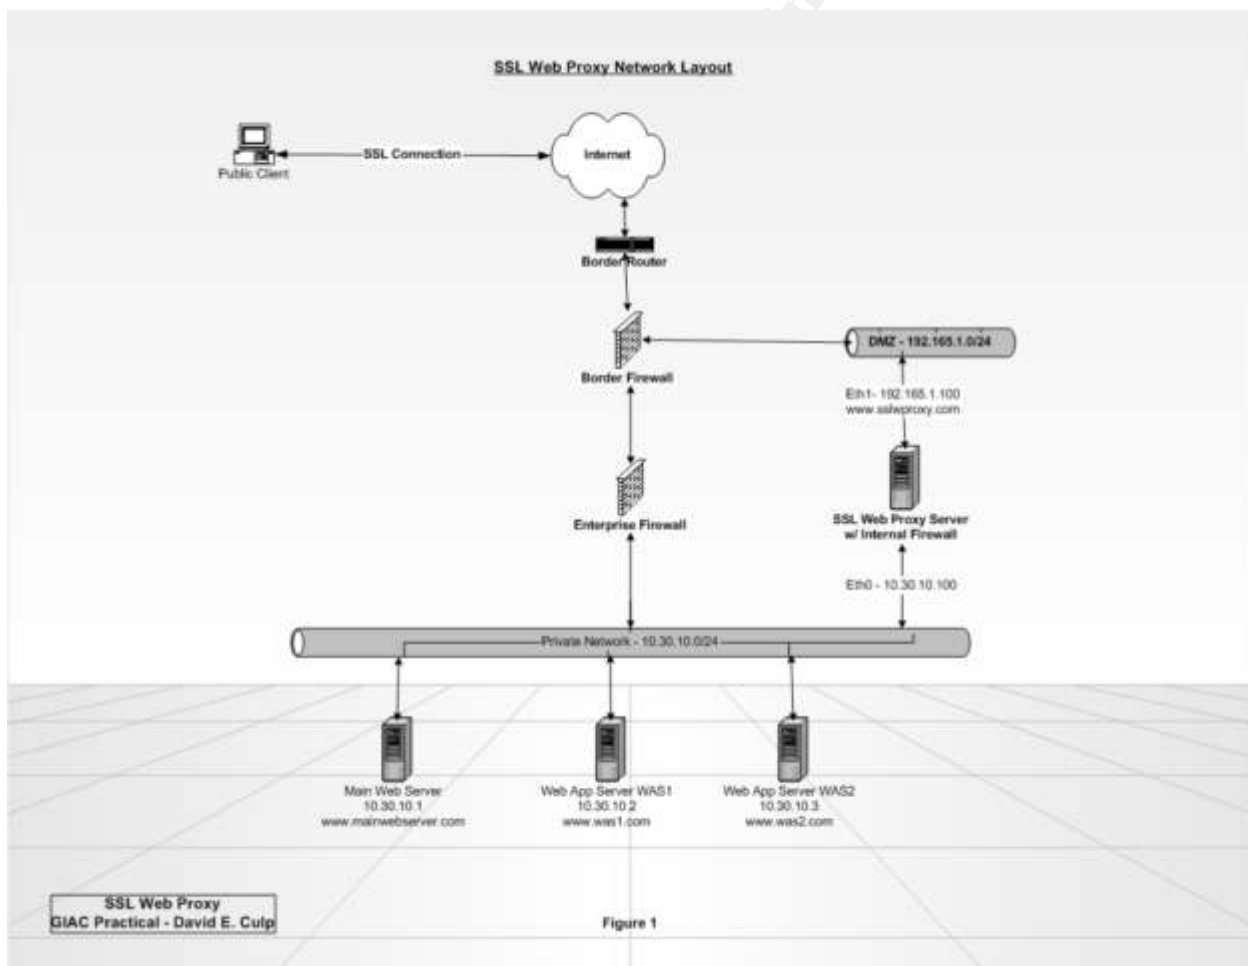 SSL Web Proxy Network Layout
SSL Connection
Internet
Public Client
Border Router
DMZ - 192.165.1.0/24
Border Firewall
Eth1- 192.165.1.100
www.sslwproxy.com
Enterprise Firewall
SSL Web Proxy Server
w/ Internal Firewall
Eth0 - 10.30.10.100
Private Network - 10.30.10.0/24
Main Web Server
10.30.10.1
www.mainwebserver.com
Web App Server WAS1
10.30.10.2
www.was1.com
Web App Server WAS2
10.30.10.3
www.was2.com
SSL Web Proxy
GIAC Practical - David E. Culp
Figure 1